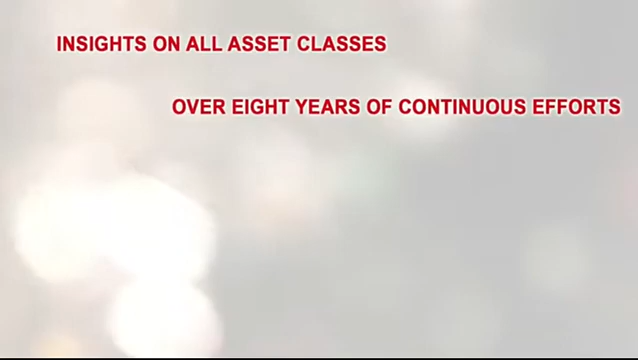 INSIGHTS ON ALL ASSET CLASSES
OVER EIGHT YEARS OF CONTINUOUS EFFORTS